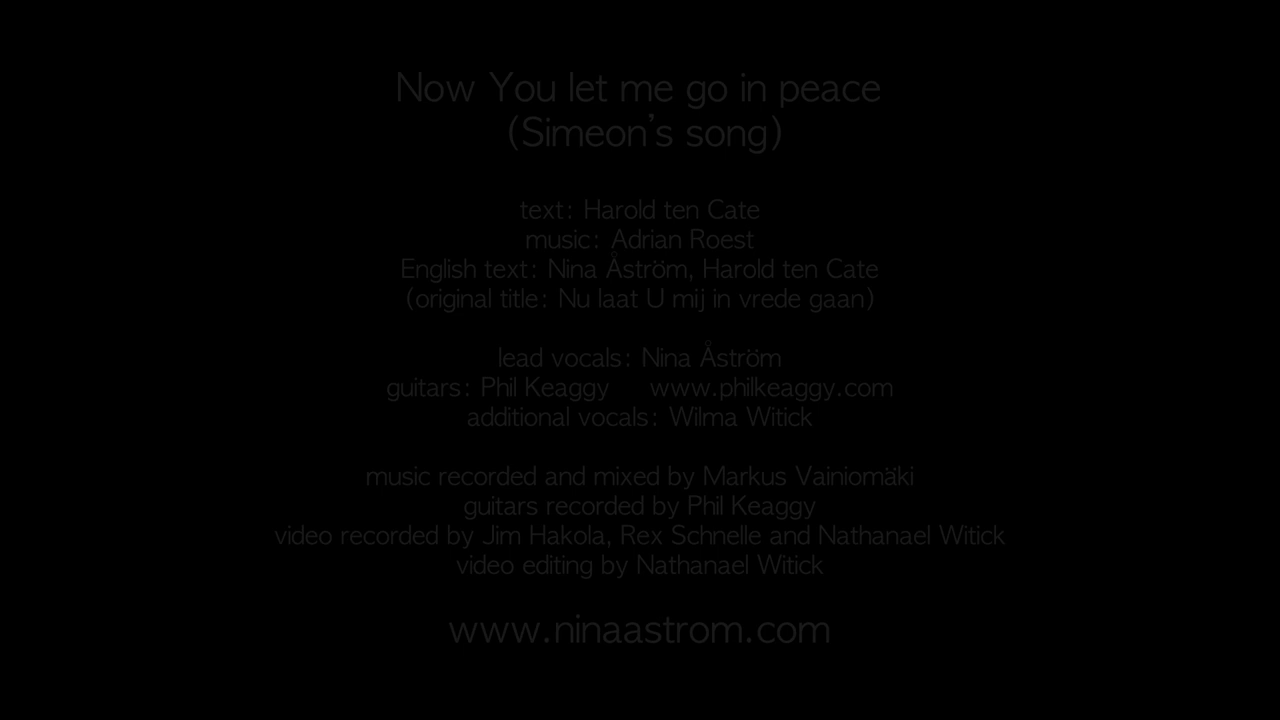 Now You let me go in peace
(Simeon's song)
text: Harold ten Cate
music: Adrian Roest
English text: Nina Åström, Harold ten Cate
(original title: Nu laat U mij in vrede gaan)
lead vocals: Nina Åström
guitars: Phil Keaggy www.philkeaggy.com
additional vocals: Wilma Witick
music recorded and mixed by Markus Vainiomäki
guitars recorded by Phil Keaggy
video recorded by Jim Hakola, Rex Schnelle and Nathanael Witick
video editing by Nathanael Witick
www.ninaastrom.com